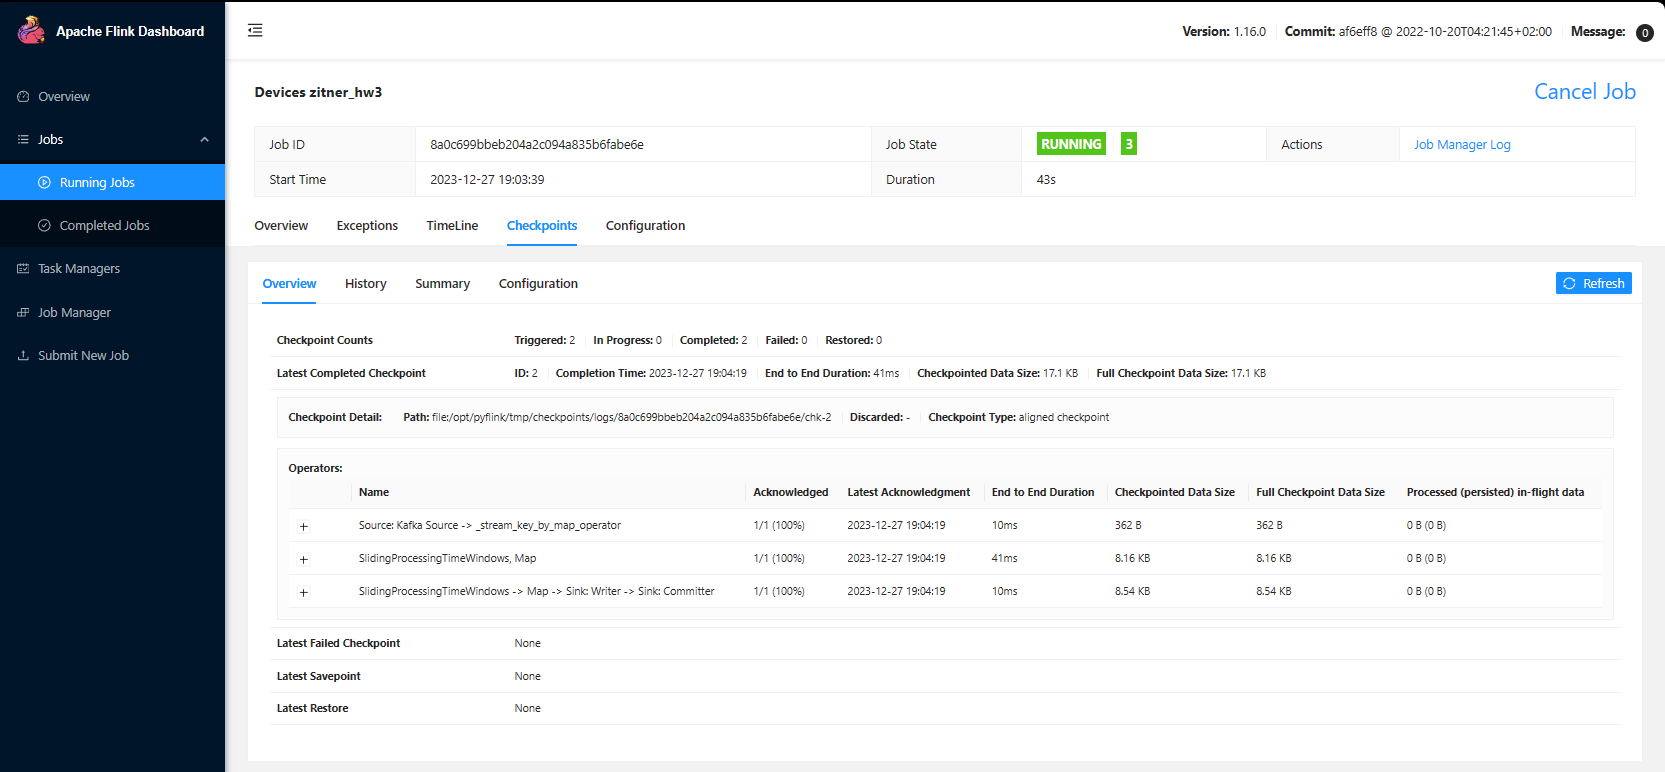 Apache Flink Dashboard
Version: 1.16.0 Commit: af6eff8 @ 2022-10-20T04:21:45+02:00 Message: 0
Overview
Jobs
Running Jobs
Completed Jobs
Task Managers
Job Manager
Submit New Job
Devices zitner_hw3 Cancel Job
Job ID 8a0c699bbeb204a2c094a835b6fabe6e Job State RUNNING 3 Actions Job Manager Log
Start Time 2023-12-27 19:03:39 Duration 43s
Overview Exceptions TimeLine Checkpoints Configuration
Overview History Summary Configuration Refresh
Checkpoint Counts Triggered: 2 In Progress: 0 Completed: 2 Failed: 0 Restored: 0
Latest Completed Checkpoint ID: 2 Completion Time: 2023-12-27 19:04:19 End to End Duration: 41ms Checkpointed Data Size: 17.1 KB Full Checkpoint Data Size: 17.1 KB
Checkpoint Detail: Path: file:/opt/pyflink/tmp/checkpoints/logs/8a0c699bbeb204a2c094a835b6fabe6e/chk-2 Discarded: - Checkpoint Type: aligned checkpoint
Operators:
Name Acknowledged Latest Acknowledgment End to End Duration Checkpointed Data Size Full Checkpoint Data Size Processed (persisted) in-flight data
+ Source: Kafka Source -> _stream_key_by_map_operator 1/1 (100%) 2023-12-27 19:04:19 10ms 362 B 362 B 0 B (0 B)
+ SlidingProcessingTimeWindows, Map 1/1 (100%) 2023-12-27 19:04:19 41ms 8.16 KB 8.16 KB 0 B (0 B)
+ SlidingProcessingTimeWindows -> Map -> Sink: Writer -> Sink: Committer 1/1 (100%) 2023-12-27 19:04:19 10ms 8.54 KB 8.54 KB 0 B (0 B)
Latest Failed Checkpoint None
Latest Savepoint None
Latest Restore None